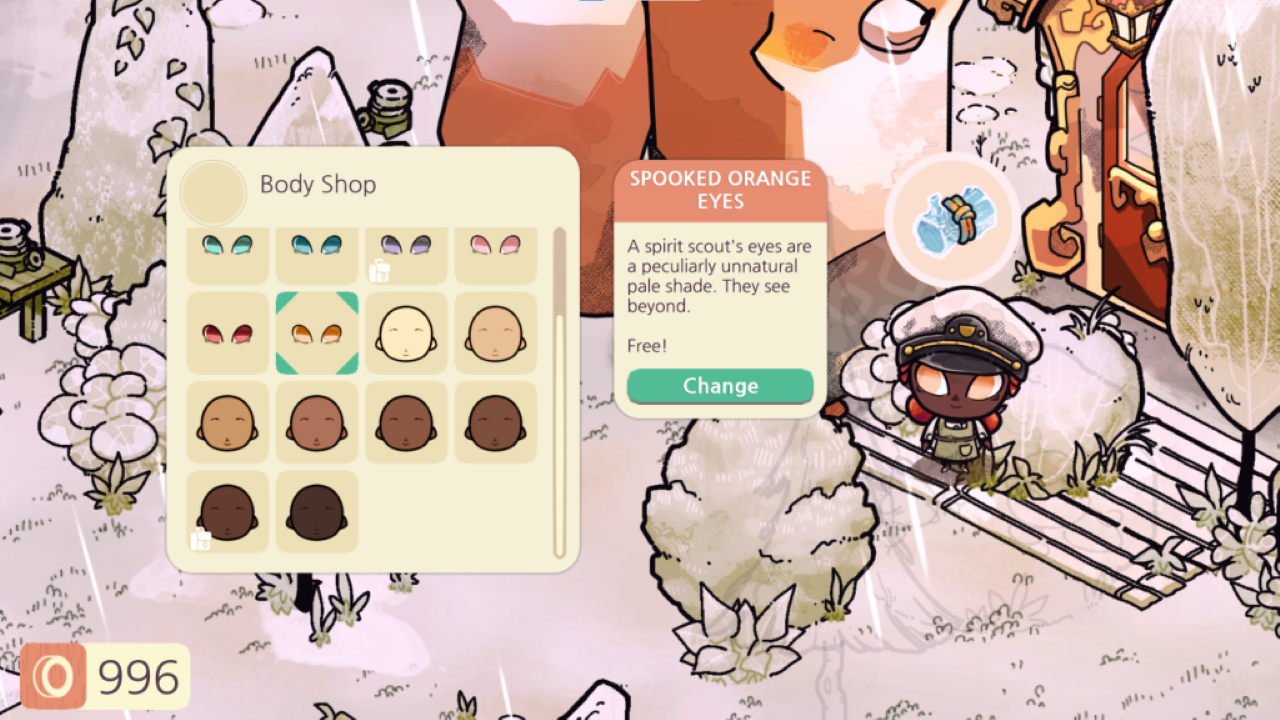 Body Shop
SPOOKED ORANGE
EYES
A spirit scout's eyes are
a peculiarly unnatural
pale shade. They see
beyond.
Free!
Change
996